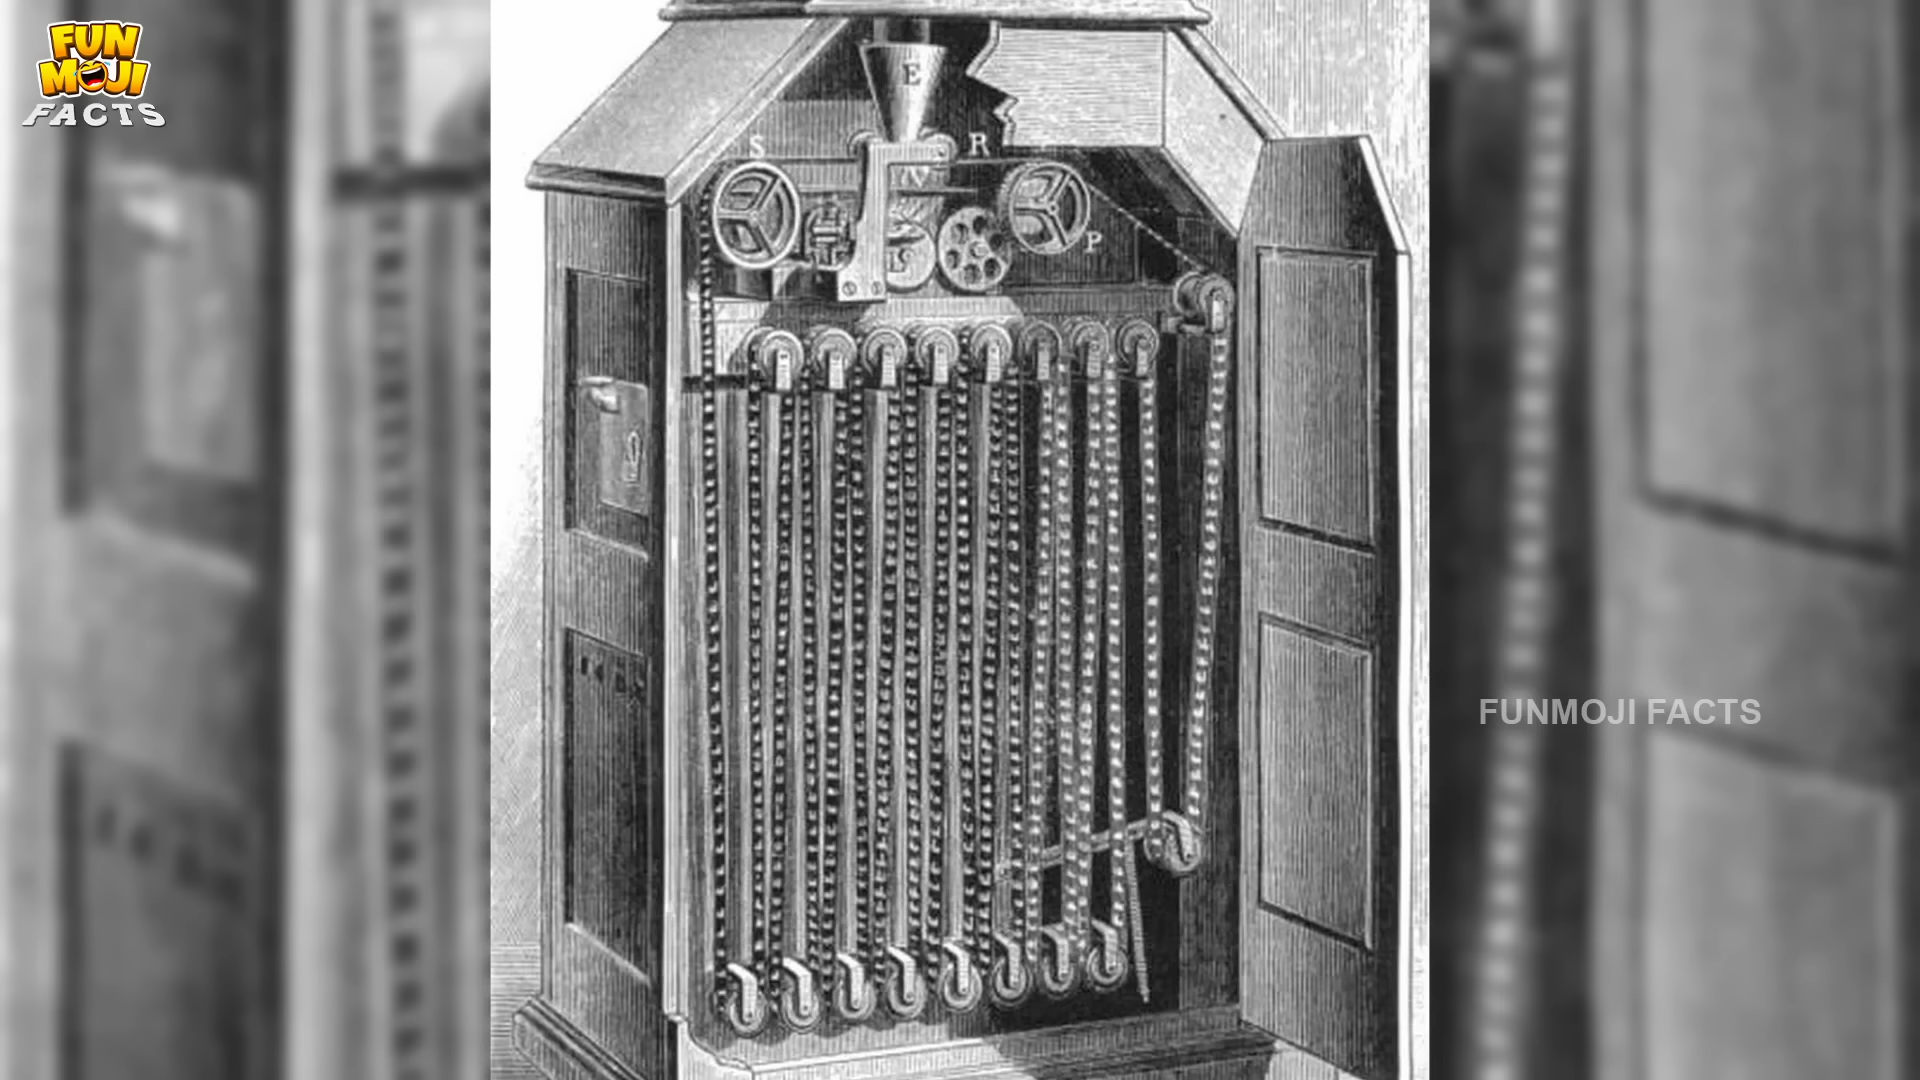 FUN
MOJI
FACTS
E
S
R
P
FUNMOJI FACTS